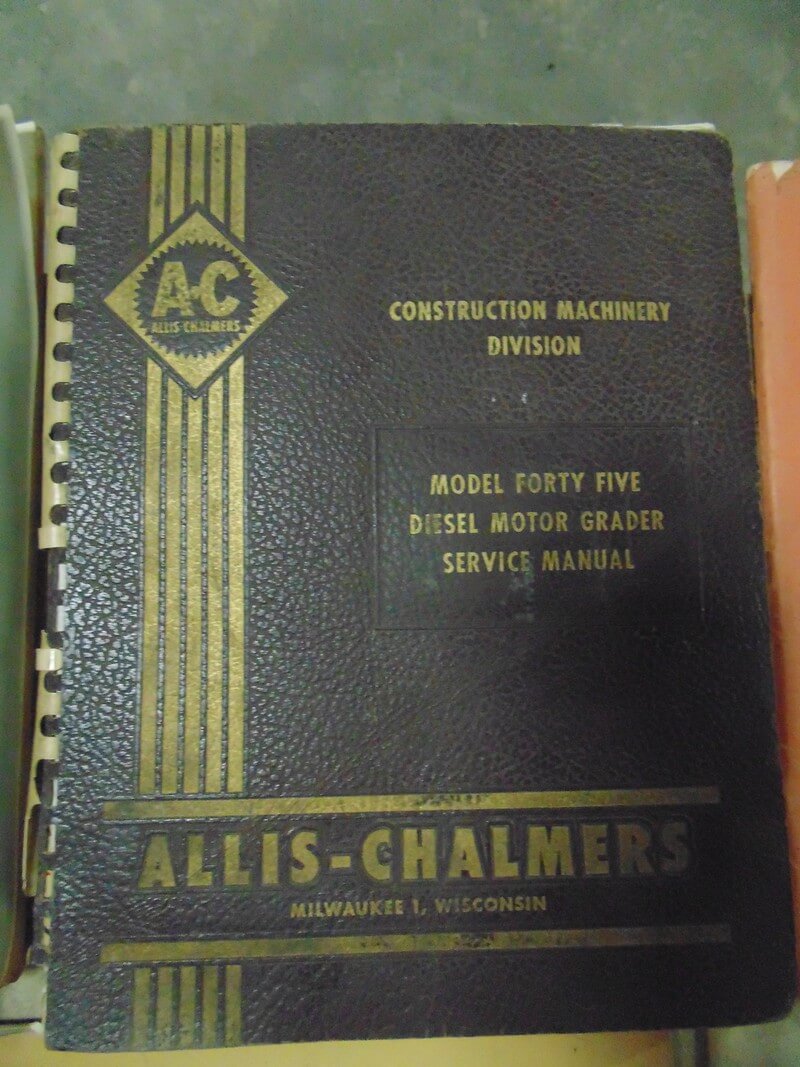 A-C
ALLIS-CHALMERS
CONSTRUCTION MACHINERY
DIVISION
MODEL FORTY FIVE
DIESEL MOTOR GRADER
SERVICE MANUAL
ALLIS-CHALMERS
MILWAUKEE 1, WISCONSIN